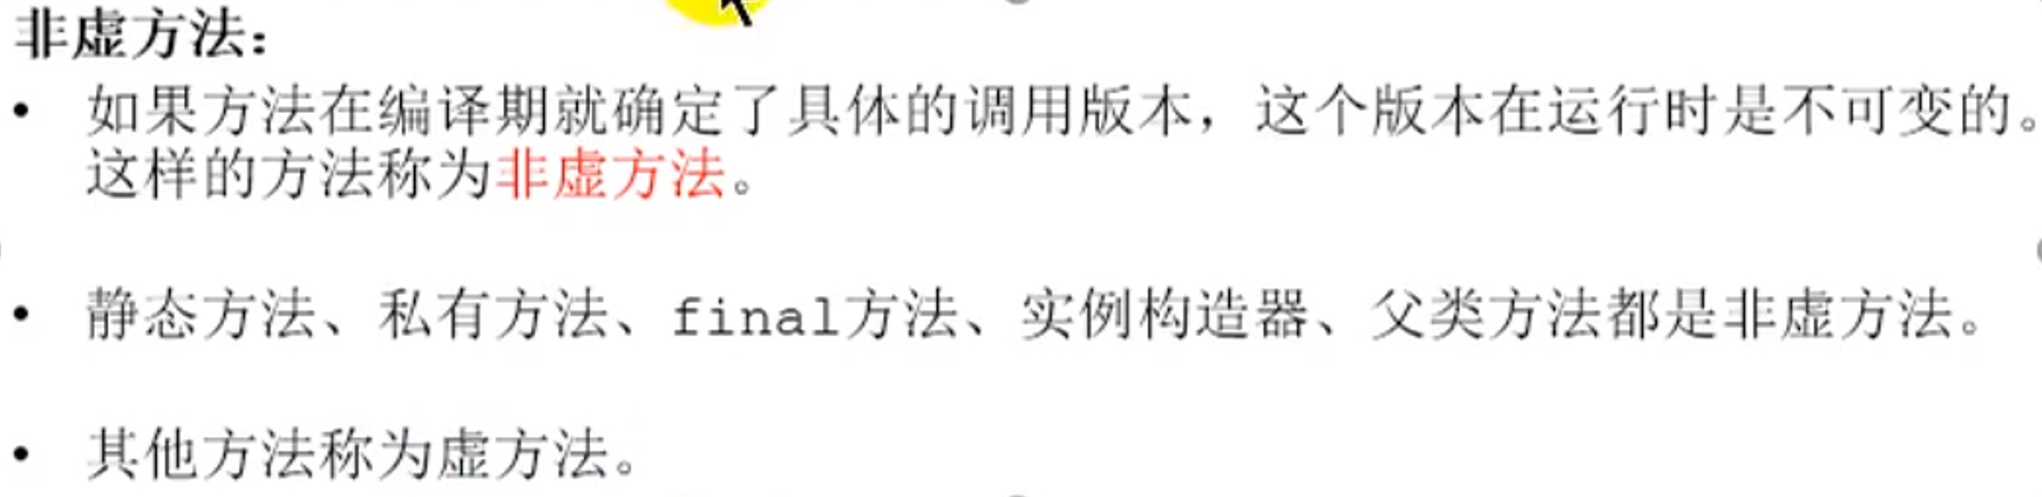 非虚方法：
• 如果方法在编译期就确定了具体的调用版本，这个版本在运行时是不可变的。
这样的方法称为非虚方法。
• 静态方法、私有方法、final方法、实例构造器、父类方法都是非虚方法。
• 其他方法称为虚方法。